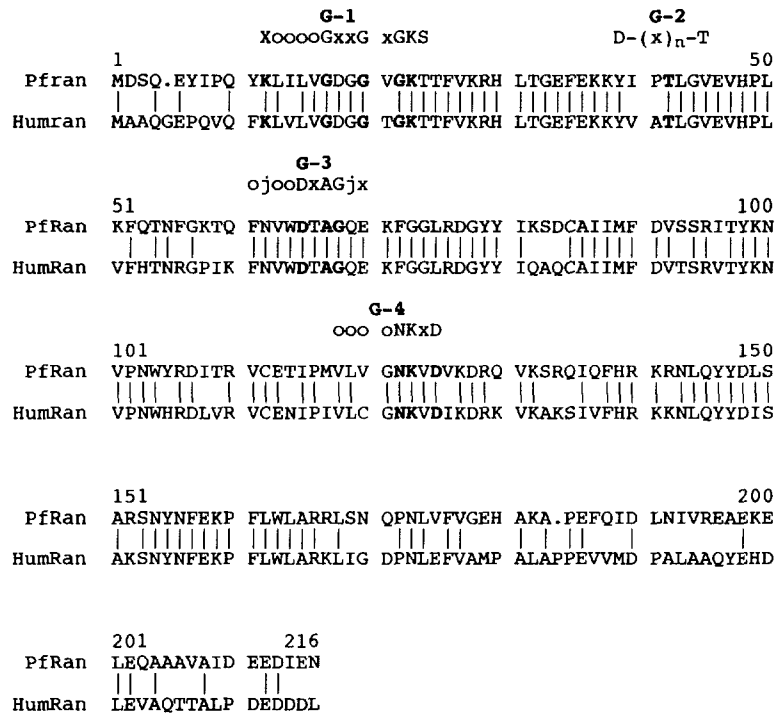 G-1 G-2
XooooGxxG xGKS D-(x)n-T
1 50
Pfran MDSQ.EYIPQ YKLILVGDGG VGKTTFVKRH LTGEFEKKYI PTLGVEVHPL
Humran MAAQGEPQVQ FKLVLVGDGG TGKTTFVKRH LTGEFEKKYV ATLGVEVHPL
G-3
ojooDxAGjx
51 100
PfRan KFQTNFGKTQ FNVWDTAGQE KFGGLRDGYY IKSDCAIIMF DVSSRITYKN
HumRan VFHTNRGPIK FNVWDTAGQE KFGGLRDGYY IQAQCAIIMF DVTSRVTYKN
G-4
ooo oNKxD
101 150
PfRan VPNWYRDITR VCETIPMVLV GNKVDVKDRQ VKSRQIQFHR KRNLQYYDLS
HumRan VPNWHRDLVR VCENIPIVLC GNKVDIKDRK VKAKSIVFHR KKNLQYYDIS
151 200
PfRan ARSNYNFEKP FLWLARRLSN QPNLVFVGEH AKA.PEFQID LNIVREAEKE
HumRan AKSNYNFEKP FLWLARKLIG DPNLEFVAMP ALAPPEVVMD PALAAQYEHD
201 216
PfRan LEQAAAVAID EEDIEN
HumRan LEVAQTTALP DEDDDL